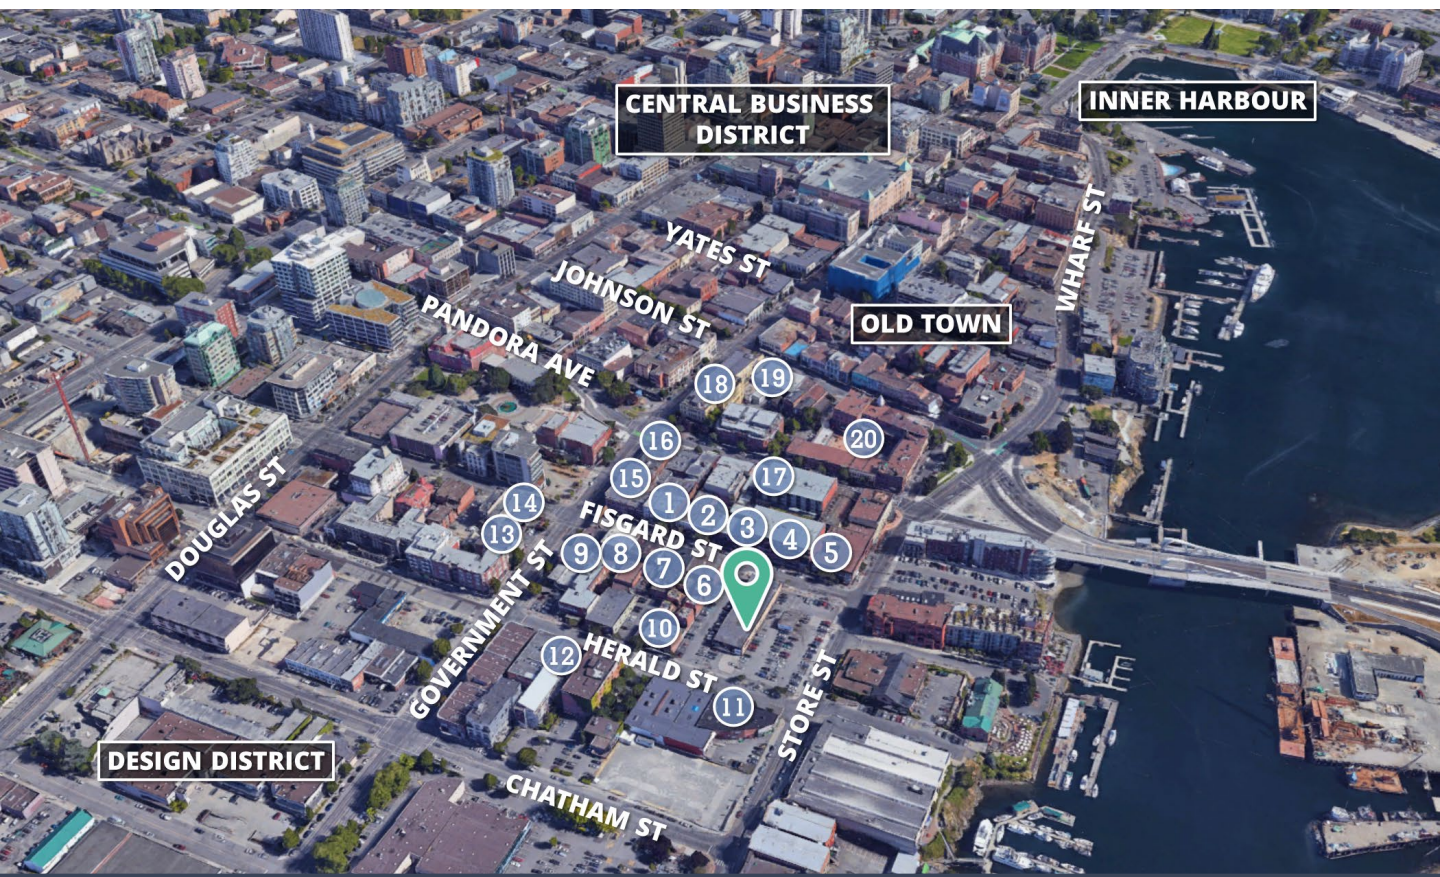 CENTRAL BUSINESS
DISTRICT
INNER HARBOUR
WHARF ST
YATES ST
JOHNSON ST
PANDORA AVE
OLD TOWN
18
19
16
20
15
17
14
1
2
13
FISGARD ST
3
4
5
DOUGLAS ST
9
8
7
6
GOVERNMENT ST
10
12
HERALD ST
11
STORE ST
DESIGN DISTRICT
CHATHAM ST